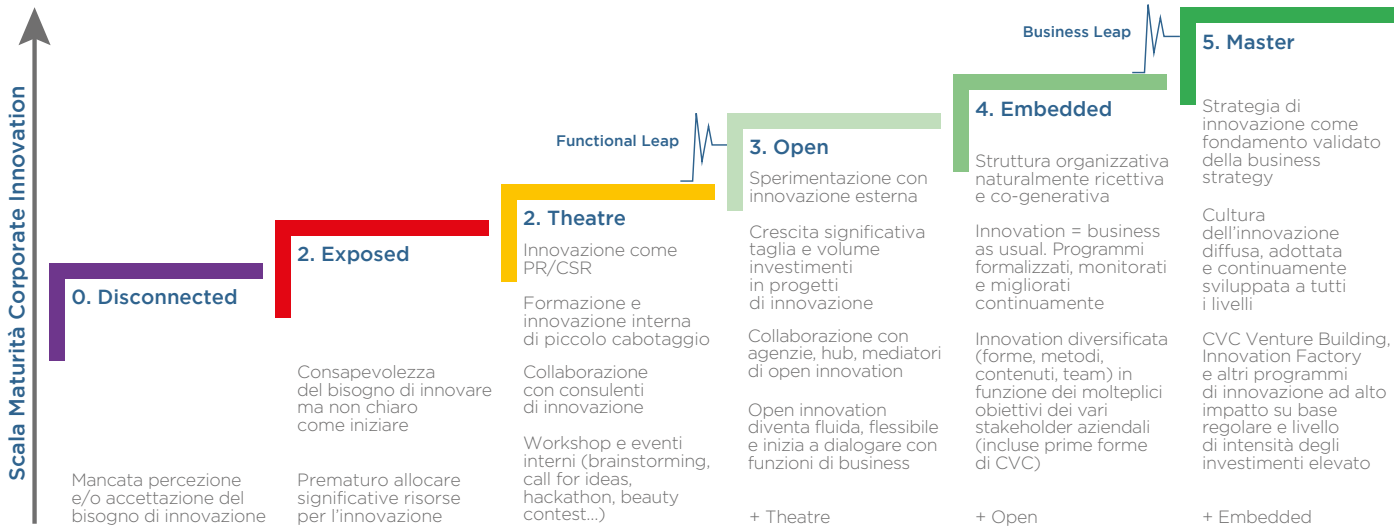 Scala Maturità Corporate Innovation
0. Disconnected
Mancata percezione
e/o accettazione del
bisogno di innovazione
2. Exposed
Consapevolezza
del bisogno di innovare
ma non chiaro
come iniziare
Prematuro allocare
significative risorse
per l’innovazione
2. Theatre
Innovazione come
PR/CSR
Formazione e
innovazione interna
di piccolo cabotaggio
Collaborazione
con consulenti
di innovazione
Workshop e eventi
interni (brainstorming,
call for ideas,
hackathon, beauty
contest...)
Functional Leap
3. Open
Sperimentazione con
innovazione esterna
Crescita significativa
taglia e volume
investimenti
in progetti
di innovazione
Collaborazione con
agenzie, hub, mediatori
di open innovation
Open innovation
diventa fluida, flessibile
e inizia a dialogare con
funzioni di business
+ Theatre
4. Embedded
Struttura organizzativa
naturalmente ricettiva
e co-generativa
Innovation = business
as usual. Programmi
formalizzati, monitorati
e migliorati
continuamente
Innovation diversificata
(forme, metodi,
contenuti, team) in
funzione dei molteplici
obiettivi dei vari
stakeholder aziendali
(incluse prime forme
di CVC)
+ Open
Business Leap
5. Master
Strategia di
innovazione come
fondamento validato
della business
strategy
Cultura
dell’innovazione
diffusa, adottata
e continuamente
sviluppata a tutti
i livelli
CVC Venture Building,
Innovation Factory
e altri programmi
di innovazione ad alto
impatto su base
regolare e livello
di intensità degli
investimenti elevato
+ Embedded